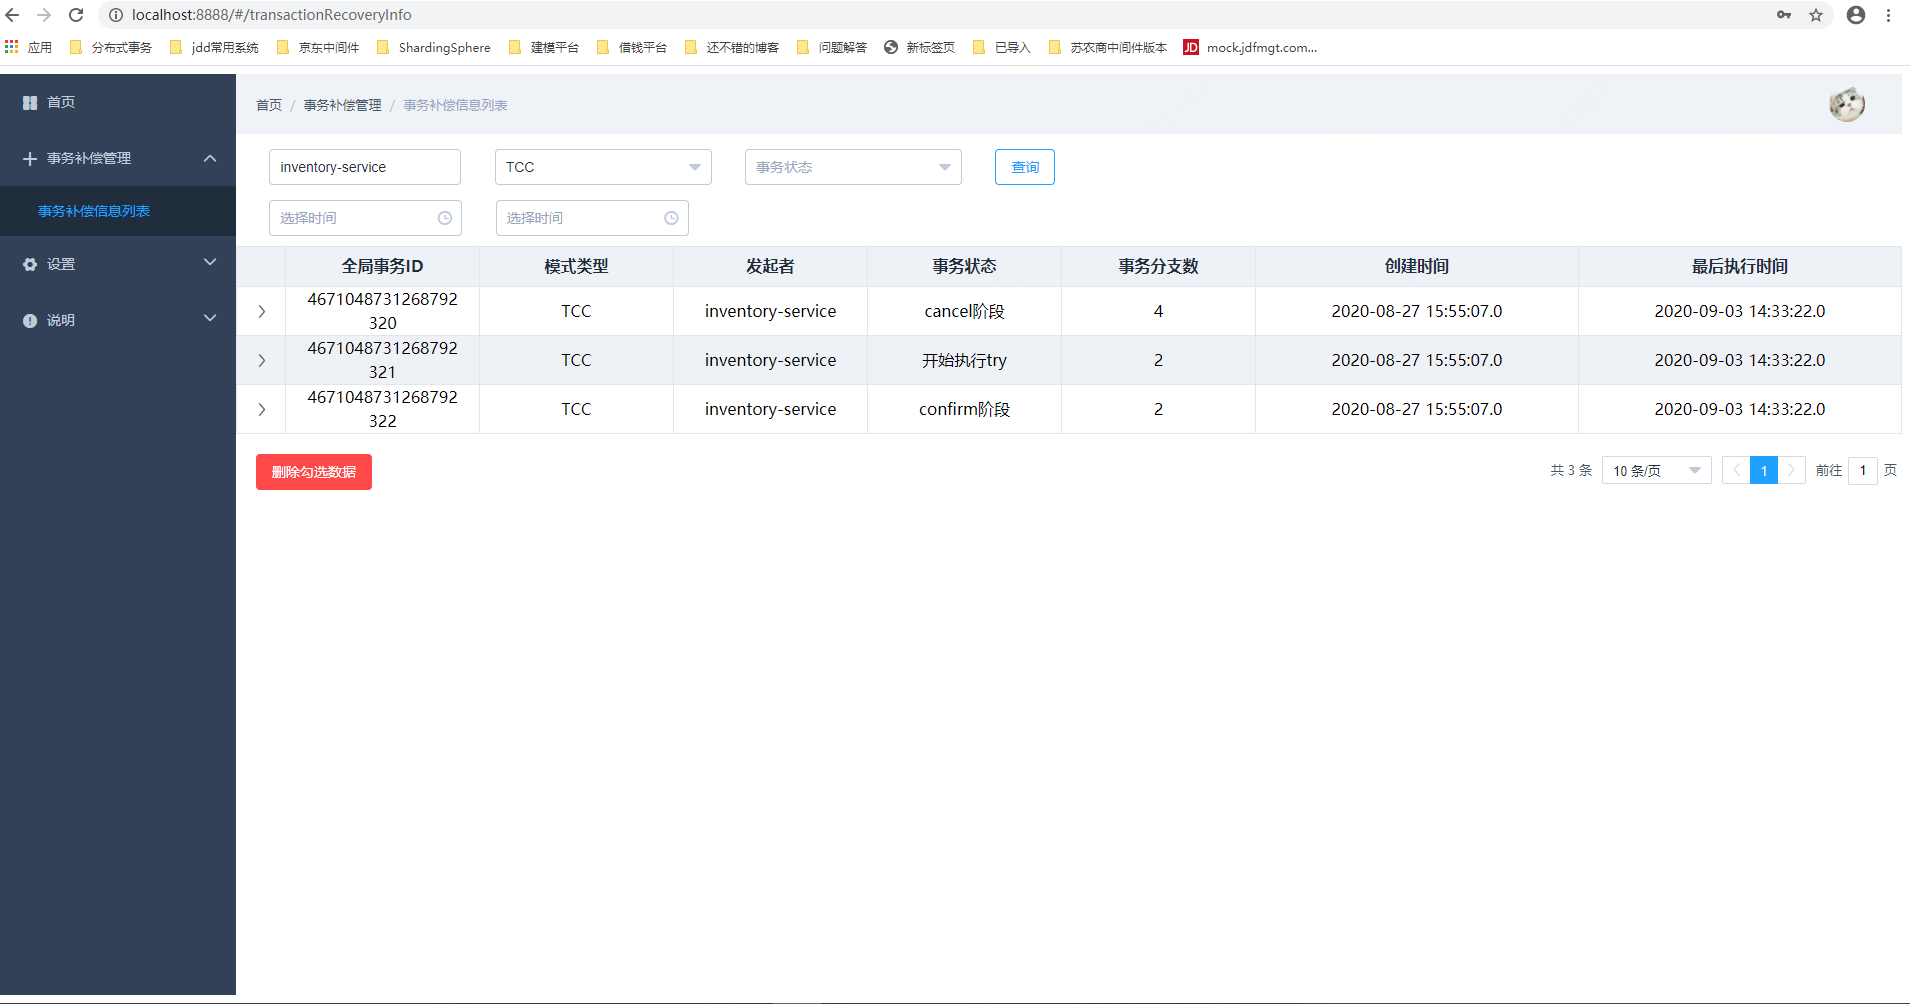 localhost:8888/#/transactionRecoveryInfo
应用 分布式事务 jdd常用系统 京东中间件 ShardingSphere 建模平台 借钱平台 还不错的博客 问题解答 新标签页 已导入 苏农商中间件版本 JD mock.jdfmgt.com...
首页
事务补偿管理
事务补偿信息列表
设置
说明
首页 / 事务补偿管理 / 事务补偿信息列表
inventory-service TCC 事务状态 查询
选择时间 选择时间
全局事务ID 模式类型 发起者 事务状态 事务分支数 创建时间 最后执行时间
4671048731268792
320 TCC inventory-service cancel阶段 4 2020-08-27 15:55:07.0 2020-09-03 14:33:22.0
4671048731268792
321 TCC inventory-service 开始执行try 2 2020-08-27 15:55:07.0 2020-09-03 14:33:22.0
4671048731268792
322 TCC inventory-service confirm阶段 2 2020-08-27 15:55:07.0 2020-09-03 14:33:22.0
删除勾选数据 共 3 条 10 条/页 1 前往 1 页